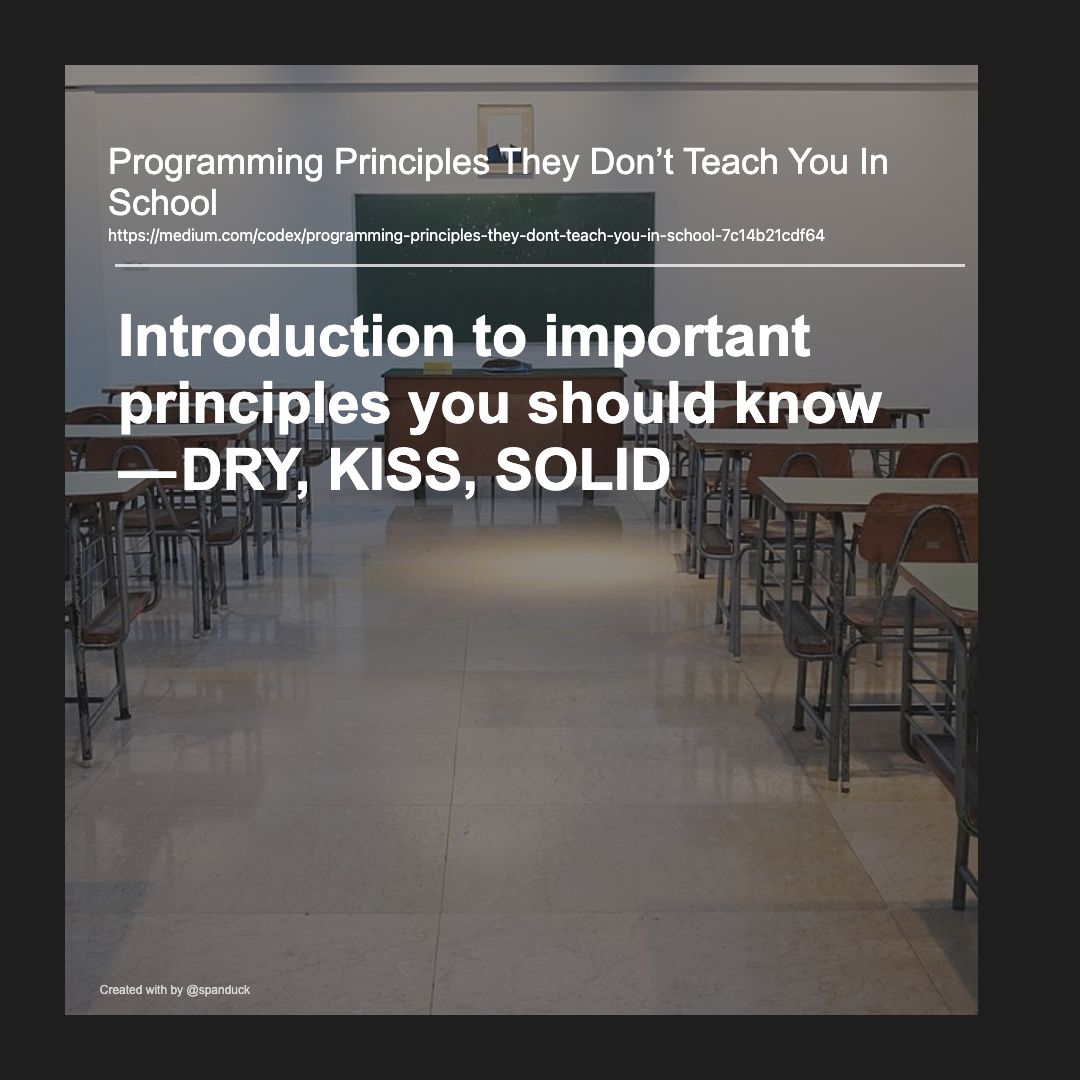 Programming Principles They Don’t Teach You In
School
https://medium.com/codex/programming-principles-they-dont-teach-you-in-school-7c14b21cdf64
Introduction to important
principles you should know
—DRY, KISS, SOLID
Created with by @spanduck